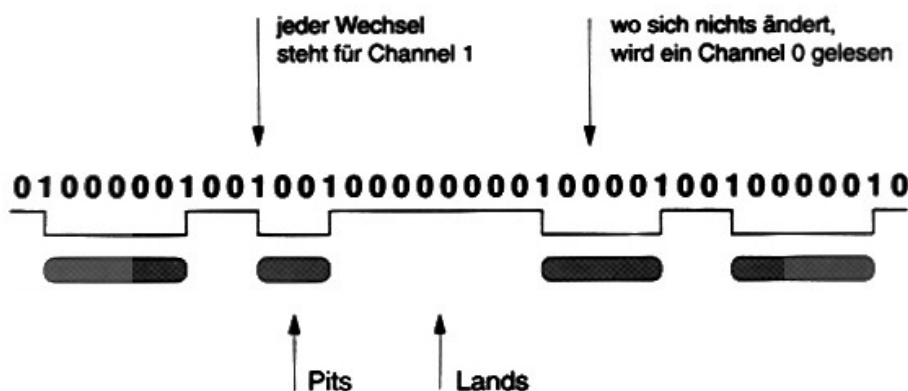 jeder Wechsel
steht für Channel 1
wo sich nichts ändert,
wird ein Channel 0 gelesen
01000001001001000000001000010010000010
Pits
Lands